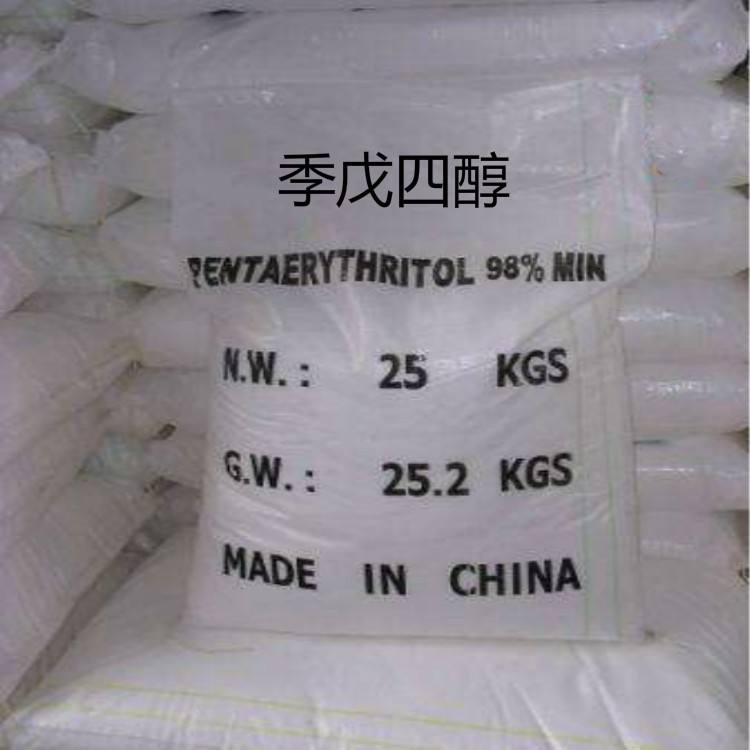 季戊四醇
PENTAERYTHRITOL 98% MIN
N.W.: 25 KGS
G.W.: 25.2 KGS
MADE IN CHINA